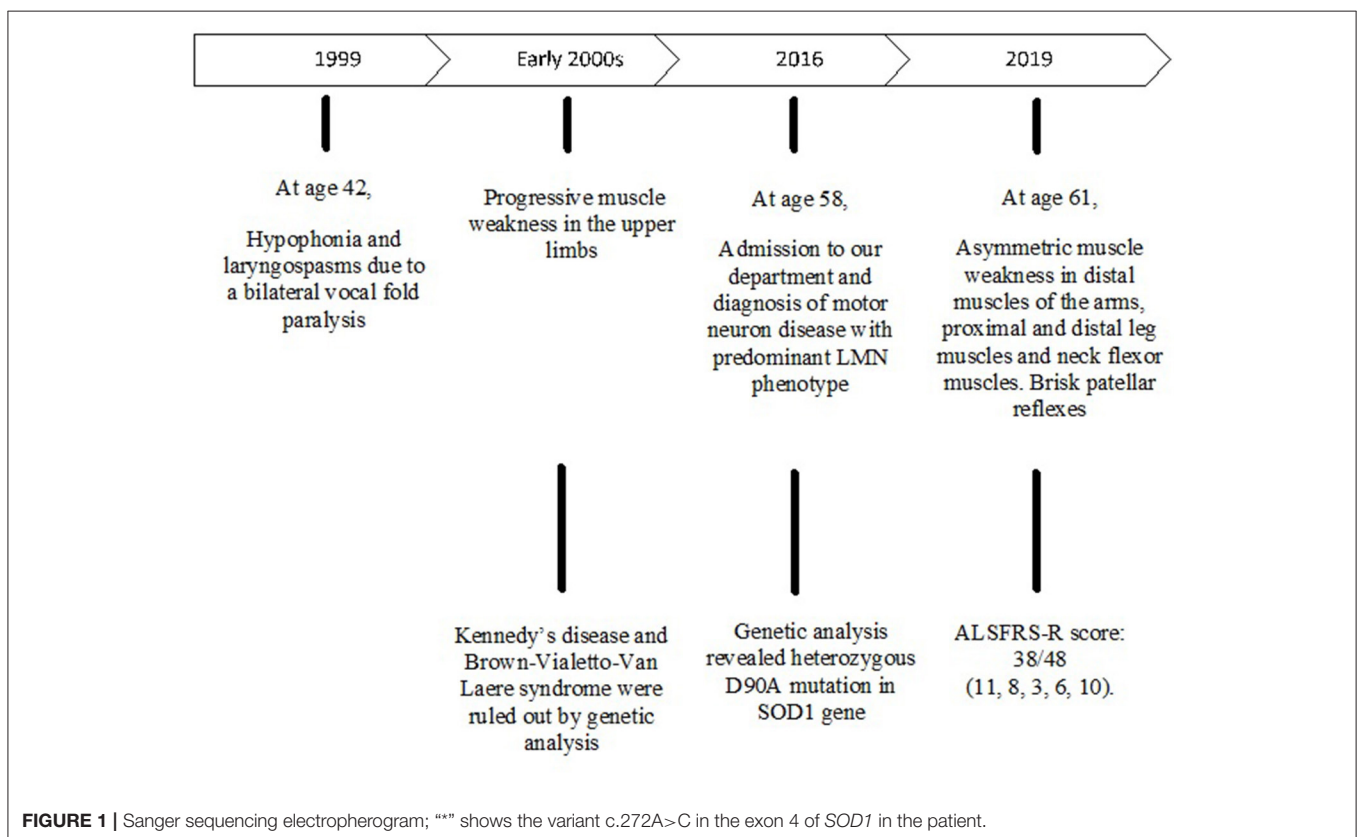 1999
Early 2000s
2016
2019
At age 42,
Hypophonia and
laryngospasms due to
a bilateral vocal fold
paralysis
Progressive muscle
weakness in the upper
limbs
At age 58,
Admission to our
department and
diagnosis of motor
neuron disease with
predominant LMN
phenotype
At age 61,
Asymmetric muscle
weakness in distal
muscles of the arms,
proximal and distal leg
muscles and neck flexor
muscles. Brisk patellar
reflexes
Kennedy's disease and
Brown-Vialetto-Van
Laere syndrome were
ruled out by genetic
analysis
Genetic analysis
revealed heterozygous
D90A mutation in
SOD1 gene
ALSFRS-R score:
38/48
(11, 8, 3, 6, 10).
FIGURE 1 | Sanger sequencing electropherogram; “*” shows the variant c.272A>C in the exon 4 of SOD1 in the patient.